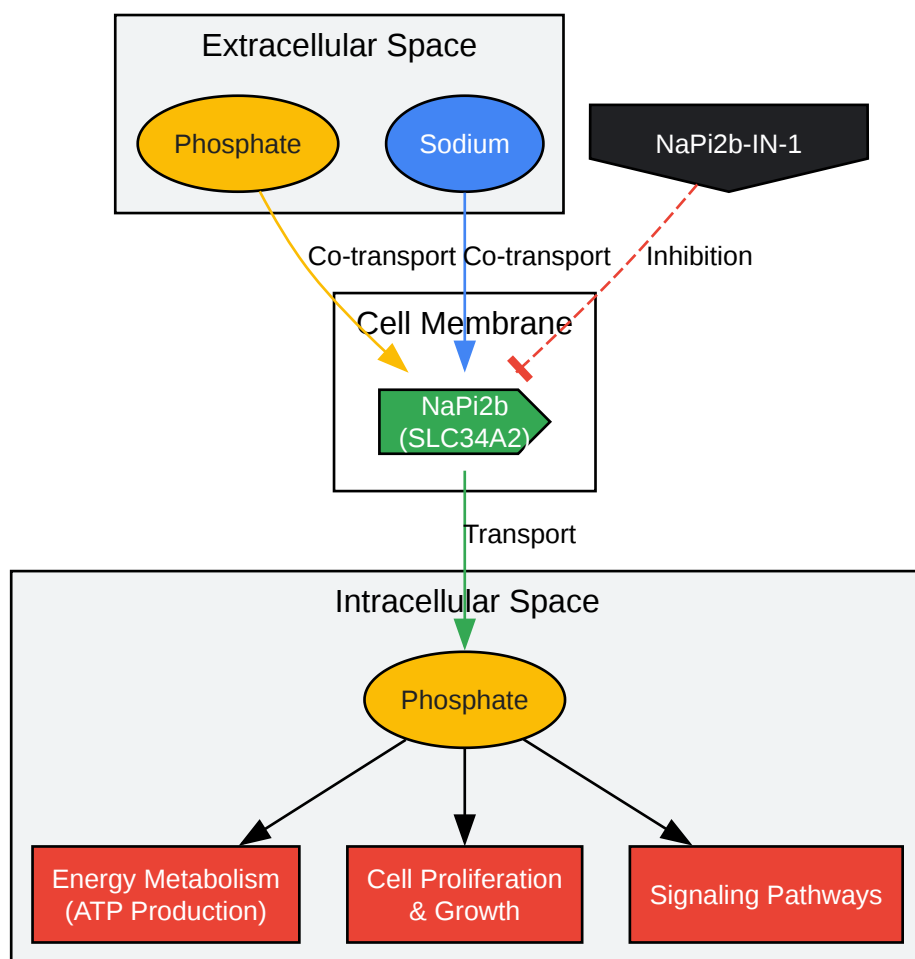 Extracellular Space
Phosphate
Sodium
NaPi2b-IN-1
Co-transport
Co-transport
Inhibition
Cell Membrane
NaPi2b
(SLC34A2)
Transport
Intracellular Space
Phosphate
Energy Metabolism
(ATP Production)
Cell Proliferation
& Growth
Signaling Pathways